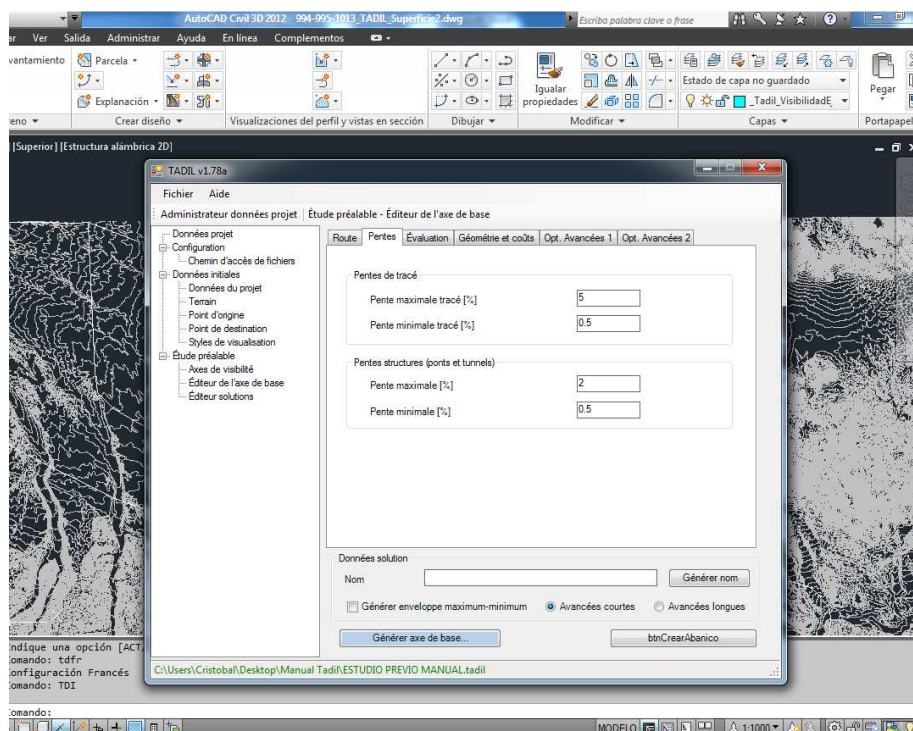 AutoCAD Civil 3D 2012 994-995-1013_TADIL_Superficie2.dwg
Escriba palabra clave o frase
Ver Salida Administrar Ayuda En línea Complementos
Parcela
Explanación
Igualar propiedades
Estado de capa no guardado
_Tadil_VisibilidadE
Pegar
Crear diseño
Visualizaciones del perfil y vistas en sección
Dibujar
Modificar
Capas
Portapapel
[Superior] [Estructura alámbrica 2D]
TADIL v1.78a
Fichier Aide
Administrateur données projet
Étude préalable - Éditeur de l'axe de base
Données projet
Configuration
Chemin d'accès de fichiers
Données initiales
Données du projet
Terrain
Point d'origine
Point de destination
Styles de visualisation
Étude préalable
Axes de visibilité
Éditeur de l'axe de base
Éditeur solutions
Route Pentes Évaluation Géométrie et coûts Opt. Avancées 1 Opt. Avancées 2
Pentes de tracé
Pente maximale tracé [%] 5
Pente minimale tracé [%] 0.5
Pentes structures (ponts et tunnels)
Pente maximale [%] 2
Pente minimale [%] 0.5
Données solution
Nom
Générer nom
Générer enveloppe maximum-minimum Avancées courtes Avancées longues
Générer axe de base... btnCrearAbanico
C:\Users\Cristobal\Desktop\Manual Tadil\ESTUDIO PREVIO MANUAL.tadil
ndique una opción [ACT
omando: tdfr
onfiguración Francés
omando: TDI
omando:
MODELO
1:1000